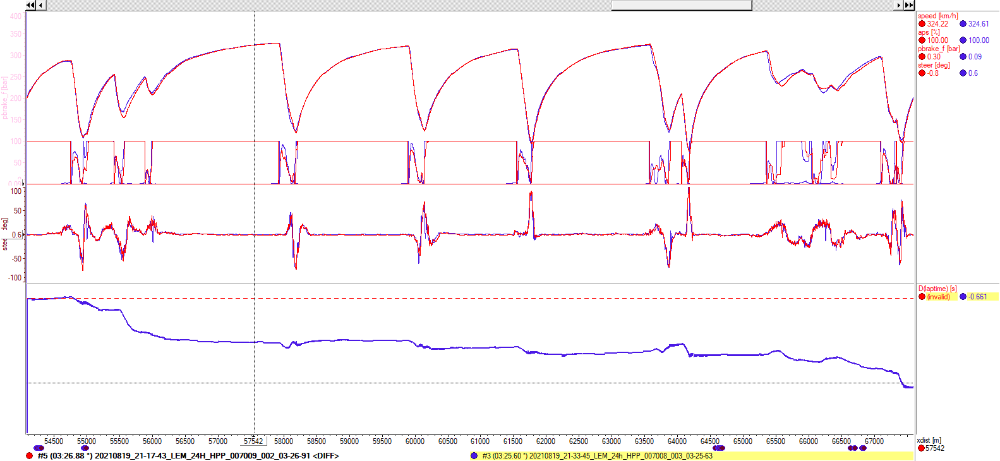 speed [km/h]
324.22 324.61
aps [%]
100.00 100.00
pbrake_f [bar]
0.30 0.09
steer [deg]
-0.8 0.6
400
350
300
250
200
150
100
50
0.09
pbrake_f [bar]
100
50
0.6
-50
-100
deg]
D(laptime) [s]
(invalid) -0.661
54500 55000 55500 56000 56500 57000 57542 58000 58500 59000 59500 60000 60500 61000 61500 62000 62500 63000 63500 64000 64500 65000 65500 66000 66500 67000
xdist [m]
57542
#5 (03:26.88 *) 20210819_21-17-43_LEM_24H_HPP_007009_002_03-26-91 <DIFF>
#3 (03:25.60 *) 20210819_21-33-45_LEM_24h_HPP_007008_003_03-25-63